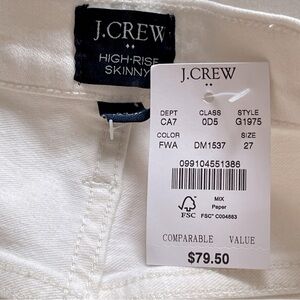 J.CREW
HIGH-RISE
SKINNY
J.CREW
DEPT CLASS STYLE
CA7 0D5 G1975
COLOR SIZE
FWA DM1537 27
099104551386
MIX
Paper
FSC FSC® C004883
COMPARABLE VALUE
$79.50